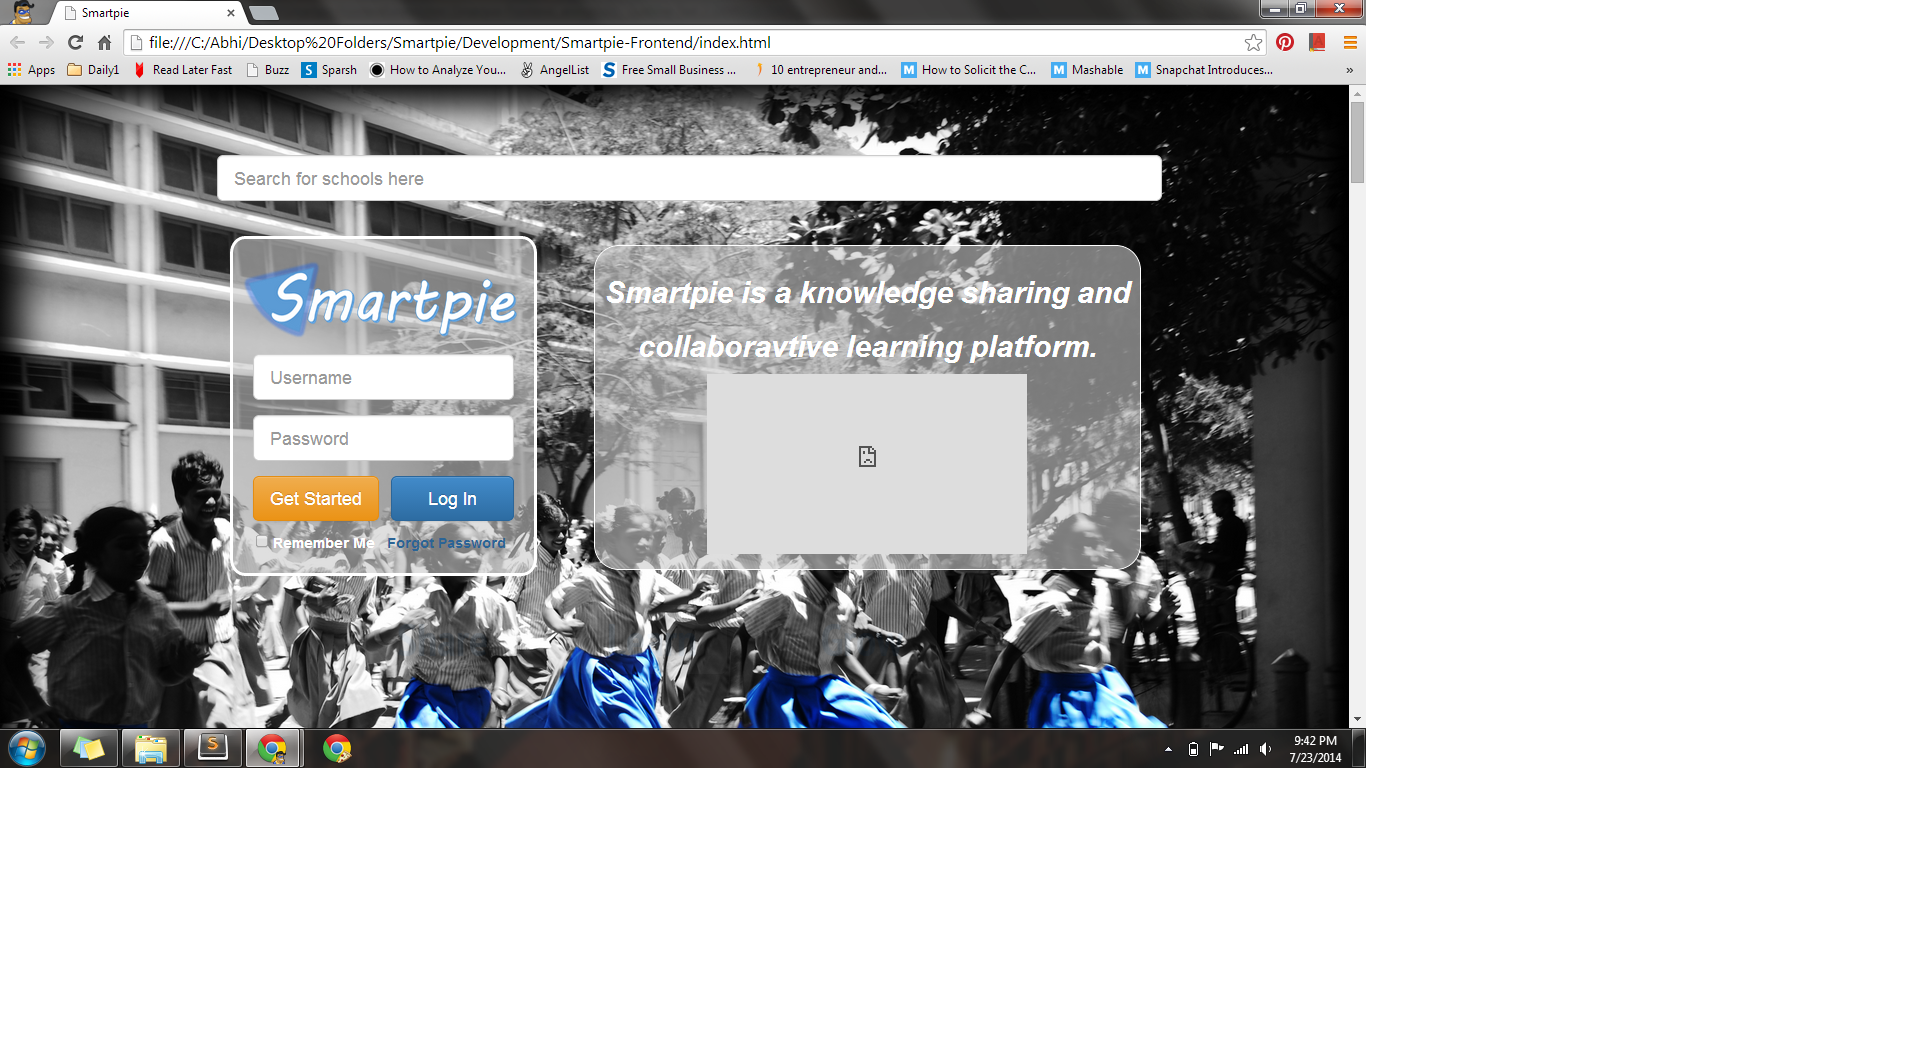 Smartpie
file:///C:/Abhi/Desktop%20Folders/Smartpie/Development/Smartpie-Frontend/index.html
Apps Daily1 Read Later Fast Buzz S Sparsh How to Analyze You... AngelList S Free Small Business ... 10 entrepreneur and... M How to Solicit the C... M Mashable M Snapchat Introduces... »
Search for schools here
Smartpie
Username
Password
Get Started Log In
Remember Me Forgot Password
Smartpie is a knowledge sharing and
collaboravtive learning platform.
S
9:42 PM
7/23/2014